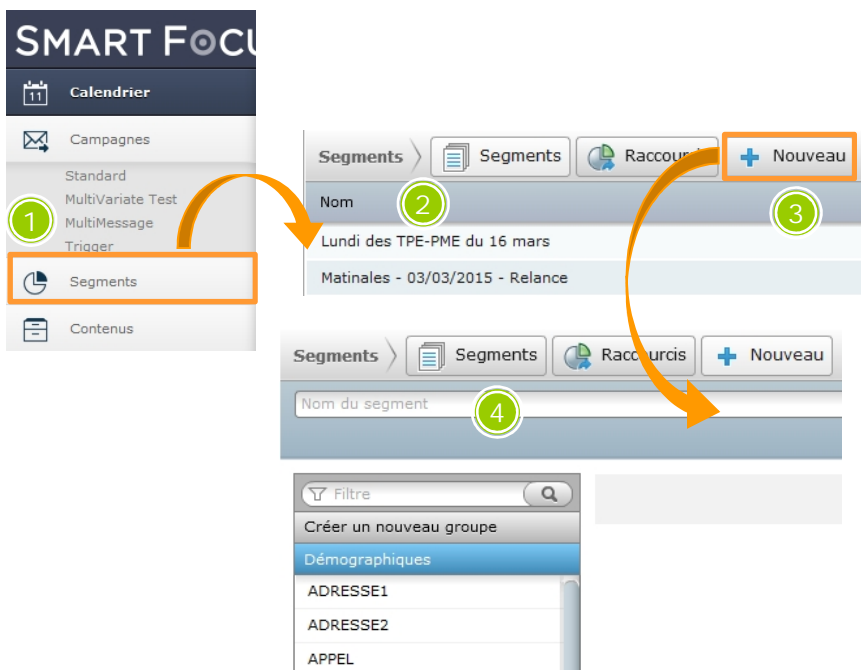 SMART FOCU
11 Calendrier
Campagnes
Standard
MultiVariate Test
MultiMessage
Trigger
1
Segments
Contenus
Segments Segments Raccourci Nouveau
Nom
2
3
Lundi des TPE-PME du 16 mars
Matinales - 03/03/2015 - Relance
Segments Segments Raccourcis Nouveau
Nom du segment
4
Filtre
Créer un nouveau groupe
Démographiques
ADRESSE1
ADRESSE2
APPEL